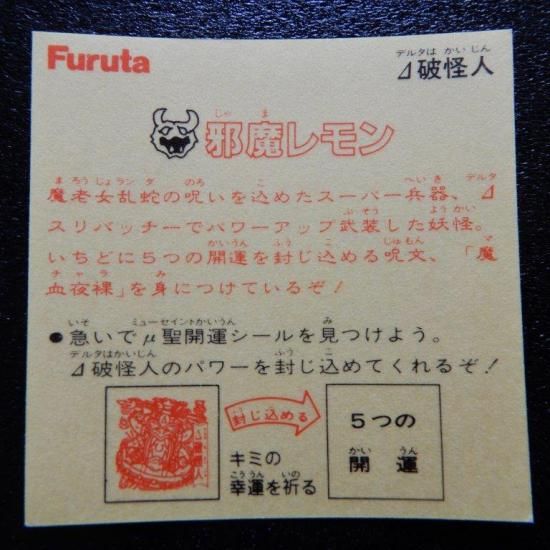 Furuta
デルタは かいじん
⊿破怪人
じゃ ま
邪魔レモン
まろうじょランダ のろ こ へいき デルタ
魔老女乱蛇の呪いを込めたスーパー兵器、⊿
ぶそう ようかい
スリバッチーでパワーアップ武装した妖怪。
かいうん ふう こ じゅもん マ
いちどに5つの開運を封じ込める呪文、「魔
チャラ み
血夜裸」を身につけているぞ！
いそ ミューセイントかいうん み
●急いでμ聖開運シールを見つけよう。
デルタはかいじん ふうこ
⊿破怪人のパワーを封じ込めてくれるぞ！
封じ込める
キミの
こううん いの
幸運を祈る
5つの
かい うん
開運